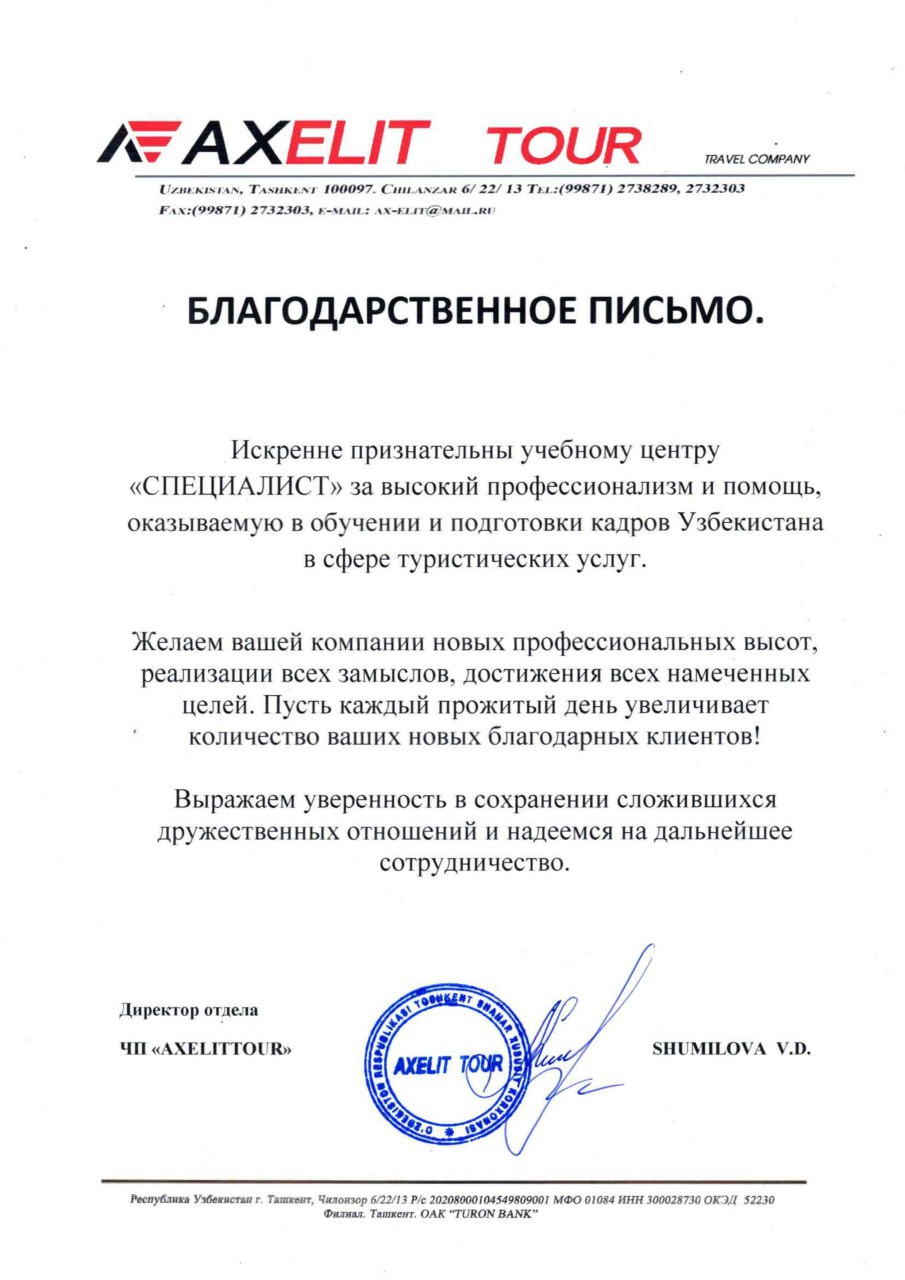 AXELIT TOUR TRAVEL COMPANY
UZBEKISTAN, TASHKENT 100097. CHILANZAR 6/ 22/ 13 TEL.:(99871) 2738289, 2732303
FAX:(99871) 2732303, E-MAIL: AX-ELIT@MAIL.RU
БЛАГОДАРСТВЕННОЕ ПИСЬМО.
Искренне признательны учебному центру
«СПЕЦИАЛИСТ» за высокий профессионализм и помощь,
оказываемую в обучении и подготовки кадров Узбекистана
в сфере туристических услуг.
Желаем вашей компании новых профессиональных высот,
реализации всех замыслов, достижения всех намеченных
целей. Пусть каждый прожитый день увеличивает
количество ваших новых благодарных клиентов!
Выражаем уверенность в сохранении сложившихся
дружественных отношений и надеемся на дальнейшее
сотрудничество.
Директор отдела
ЧП «AXELITTOUR»
O'ZBEKISTON RESPUBLIKASI TOSHKENT SHAHAR XUSUSIY KORXONASI
AXELIT TOUR
SHUMILOVA V.D.
Республика Узбекистан г. Ташкент, Чилонзор 6/22/13 Р/с 20208000104549809001 МФО 01084 ИНН 300028730 ОКЭД 52230
Филиал. Ташкент. ОАК “TURON BANK”